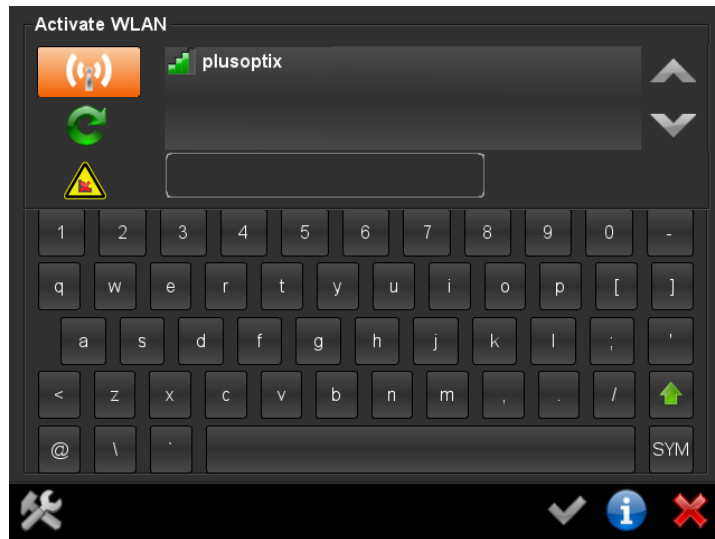 Activate WLAN
plusoptix
1 2 3 4 5 6 7 8 9 0 -
q w e r t y u i o p [ ]
a s d f g h j k l ; '
< z x c v b n m , . /
@ \ ` SYM
i